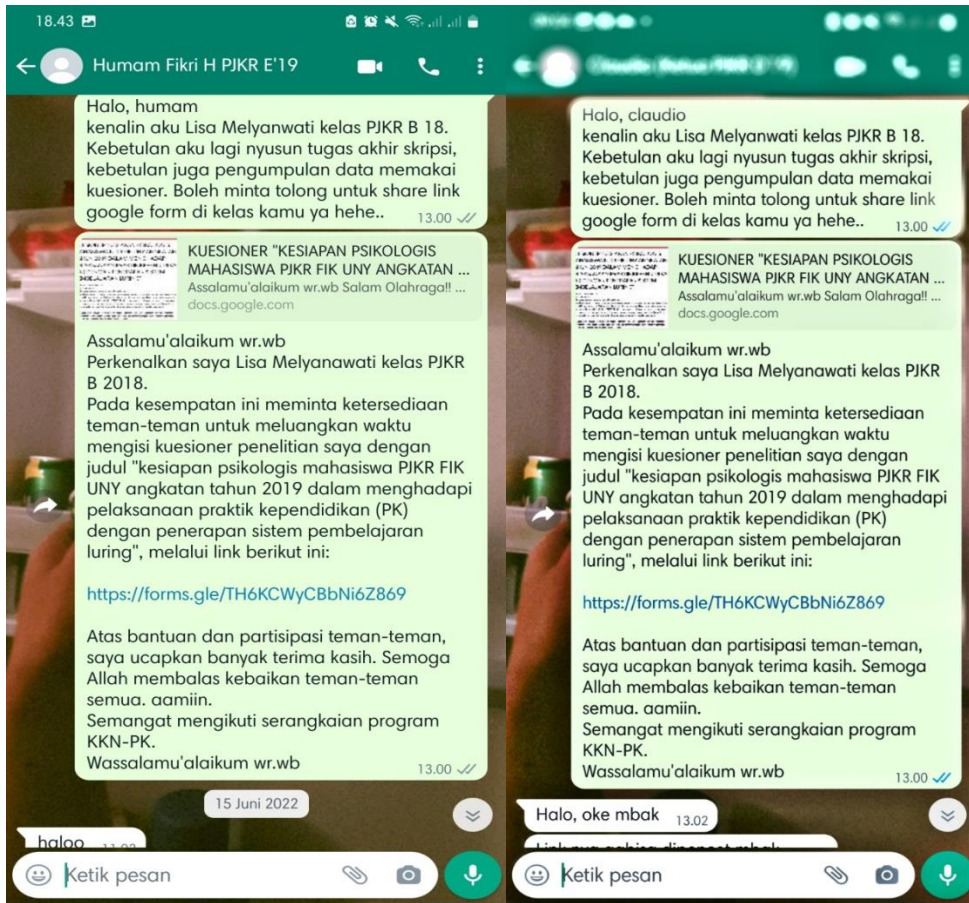 18.43
Humam Fikri H PJKR E'19
Halo, humam
kenalin aku Lisa Melyanwati kelas PJKR B 18.
Kebetulan aku lagi nyusun tugas akhir skripsi,
kebetulan juga pengumpulan data memakai
kuesioner. Boleh minta tolong untuk share link
google form di kelas kamu ya hehe..
13.00
KUESIONER "KESIAPAN PSIKOLOGIS
MAHASISWA PJKR FIK UNY ANGKATAN ...
Assalamu'alaikum wr.wb Salam Olahraga!! ...
docs.google.com
Assalamu'alaikum wr.wb
Perkenalkan saya Lisa Melyanawati kelas PJKR
B 2018.
Pada kesempatan ini meminta ketersediaan
teman-teman untuk meluangkan waktu
mengisi kuesioner penelitian saya dengan
judul "kesiapan psikologis mahasiswa PJKR FIK
UNY angkatan tahun 2019 dalam menghadapi
pelaksanaan praktik kependidikan (PK)
dengan penerapan sistem pembelajaran
luring", melalui link berikut ini:
https://forms.gle/TH6KCWyCBbNi6Z869
Atas bantuan dan partisipasi teman-teman,
saya ucapkan banyak terima kasih. Semoga
Allah membalas kebaikan teman-teman
semua. aamiin.
Semangat mengikuti serangkaian program
KKN-PK.
Wassalamu'alaikum wr.wb
13.00
15 Juni 2022
haloo
Ketik pesan
Halo, claudio
kenalin aku Lisa Melyanwati kelas PJKR B 18.
Kebetulan aku lagi nyusun tugas akhir skripsi,
kebetulan juga pengumpulan data memakai
kuesioner. Boleh minta tolong untuk share link
google form di kelas kamu ya hehe..
13.00
KUESIONER "KESIAPAN PSIKOLOGIS
MAHASISWA PJKR FIK UNY ANGKATAN ...
Assalamu'alaikum wr.wb Salam Olahraga!! ...
docs.google.com
Assalamu'alaikum wr.wb
Perkenalkan saya Lisa Melyanawati kelas PJKR
B 2018.
Pada kesempatan ini meminta ketersediaan
teman-teman untuk meluangkan waktu
mengisi kuesioner penelitian saya dengan
judul "kesiapan psikologis mahasiswa PJKR FIK
UNY angkatan tahun 2019 dalam menghadapi
pelaksanaan praktik kependidikan (PK)
dengan penerapan sistem pembelajaran
luring", melalui link berikut ini:
https://forms.gle/TH6KCWyCBbNi6Z869
Atas bantuan dan partisipasi teman-teman,
saya ucapkan banyak terima kasih. Semoga
Allah membalas kebaikan teman-teman
semua. aamiin.
Semangat mengikuti serangkaian program
KKN-PK.
Wassalamu'alaikum wr.wb
13.00
Halo, oke mbak
13.02
Ketik pesan